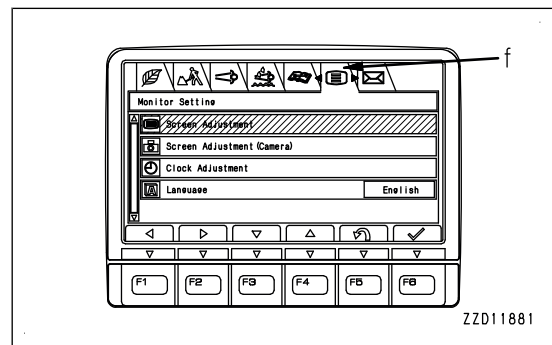 f
Monitor Setting
Screen Adjustment
Screen Adjustment (Camera)
Clock Adjustment
A Language English
F1 F2 F3 F4 F5 F6
ZZD11881